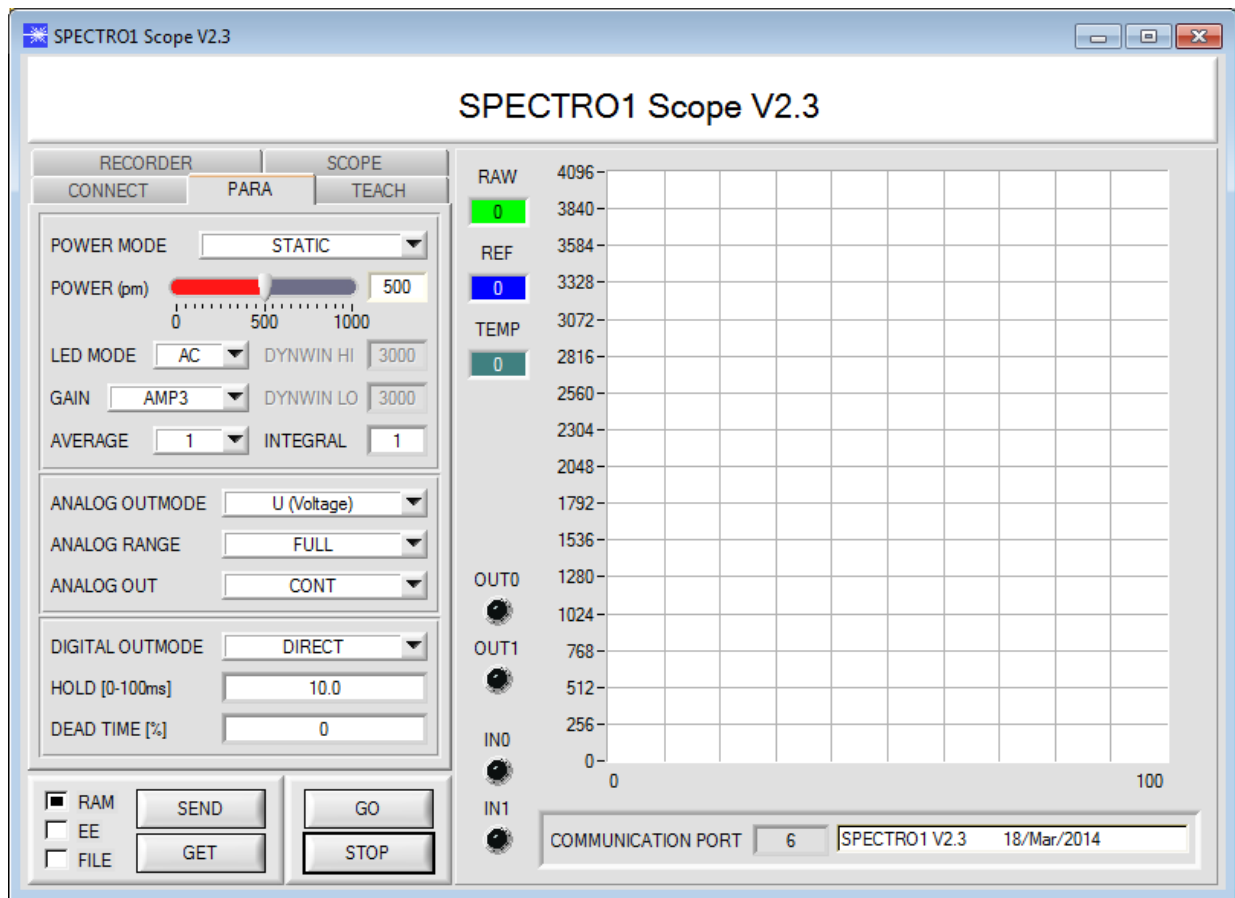 SPECTRO1 Scope V2.3
SPECTRO1 Scope V2.3
RECORDER SCOPE
CONNECT PARA TEACH
POWER MODE STATIC
POWER (pm) 500
0 500 1000
LED MODE AC DYNWIN HI 3000
GAIN AMP3 DYNWIN LO 3000
AVERAGE 1 INTEGRAL 1
ANALOG OUTMODE U (Voltage)
ANALOG RANGE FULL
ANALOG OUT CONT
DIGITAL OUTMODE DIRECT
HOLD [0-100ms] 10.0
DEAD TIME [%] 0
RAM SEND GO
EE
FILE GET STOP
RAW
0
REF
0
TEMP
0
OUT0
OUT1
IN0
IN1
4096
3840
3584
3328
3072
2816
2560
2304
2048
1792
1536
1280
1024
768
512
256
0
0 100
COMMUNICATION PORT 6 SPECTRO1 V2.3 18/Mar/2014